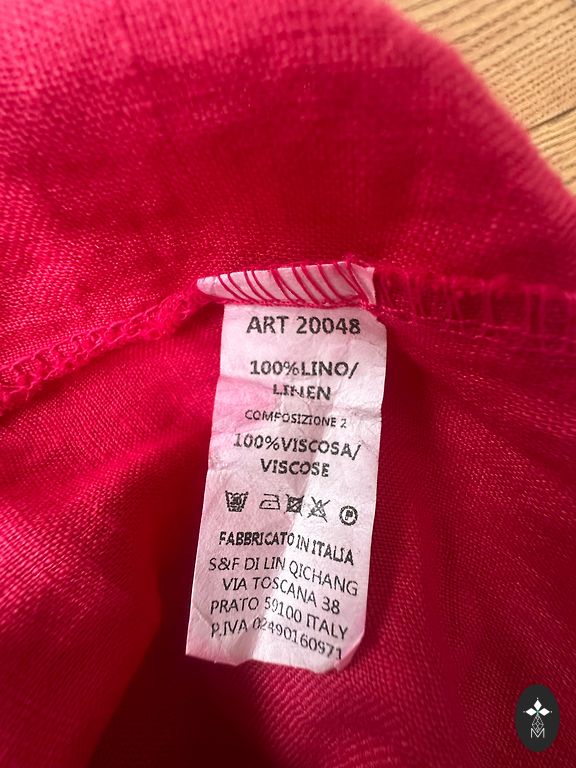 ART 20048
100%LINO/
LINEN
COMPOSIZIONE 2
100%VISCOSA/
VISCOSE
FABBRICATO IN ITALIA
S&F DI LIN QICHANG
VIA TOSCANA 38
PRATO 59100 ITALY
P.IVA 02490160971
M